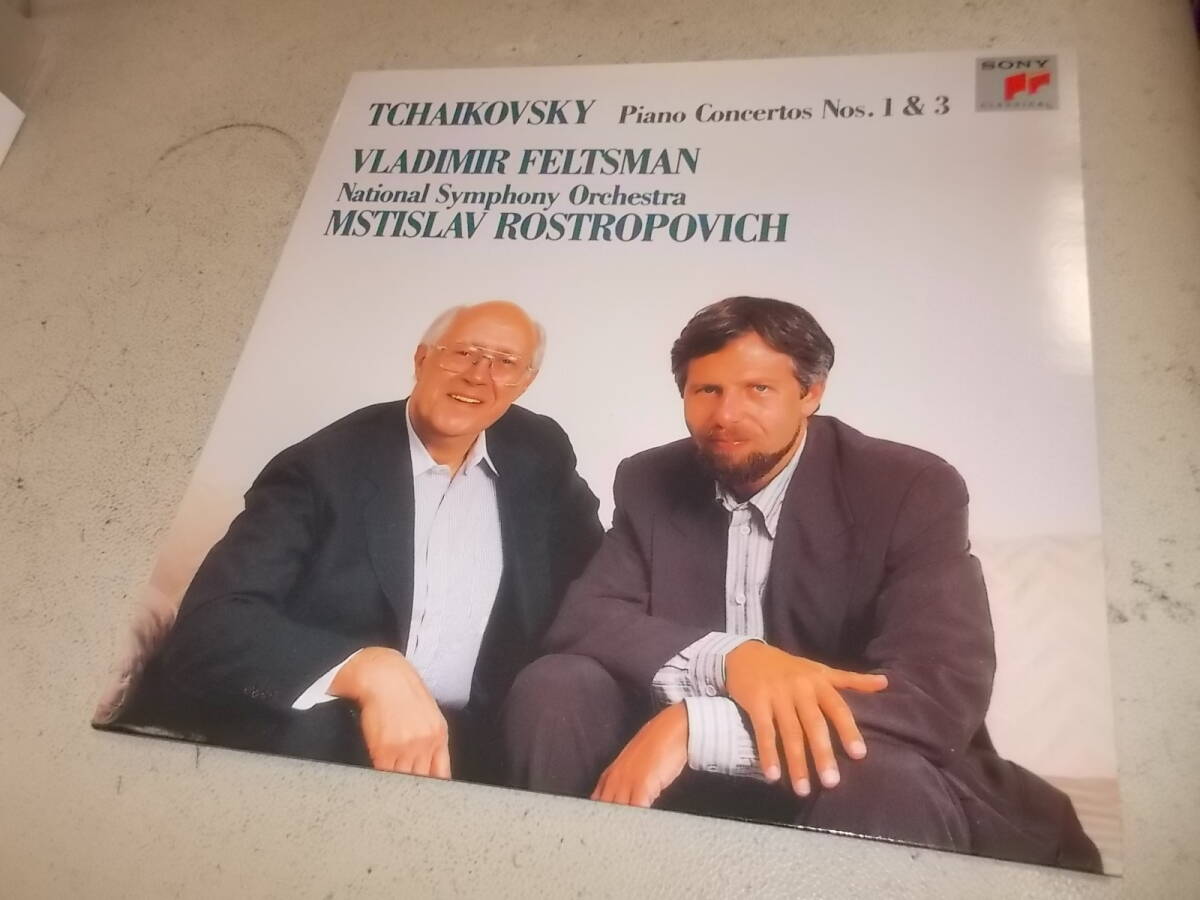 TCHAIKOVSKY Piano Concertos Nos. 1 & 3
SONY
CLASSICAL
VLADIMIR FELTSMAN
National Symphony Orchestra
MSTISLAV ROSTROPOVICH